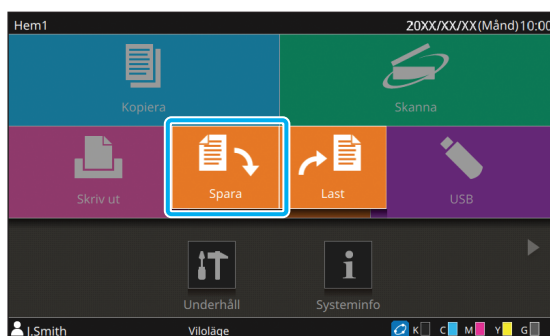 Hem1 20XX/XX/XX(Månd)10:00
Kopiera Skanna
Skriv ut Spara Last USB
Underhåll Systeminfo
J.Smith Viloläge K C M Y G